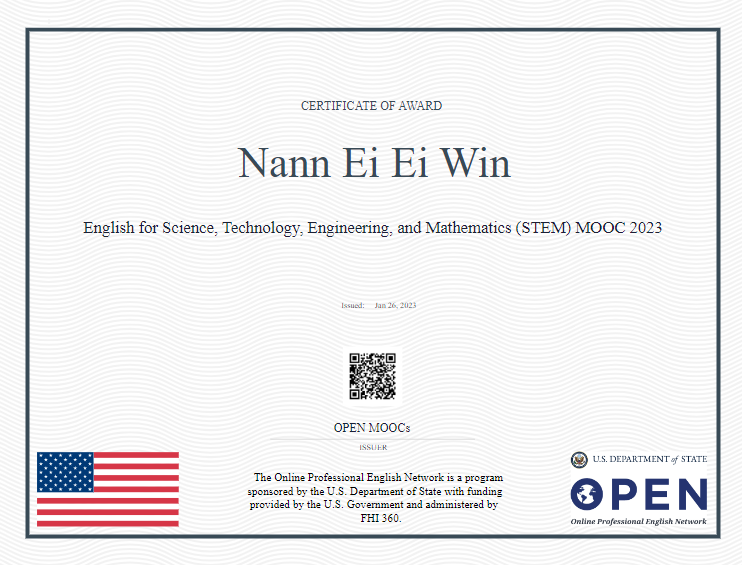 CERTIFICATE OF AWARD
Nann Ei Ei Win
English for Science, Technology, Engineering, and Mathematics (STEM) MOOC 2023
Issued: Jan 26, 2023
OPEN MOOCs
ISSUER
The Online Professional English Network is a program
sponsored by the U.S. Department of State with funding
provided by the U.S. Government and administered by
FHI 360.
U.S. DEPARTMENT of STATE
OPEN
Online Professional English Network